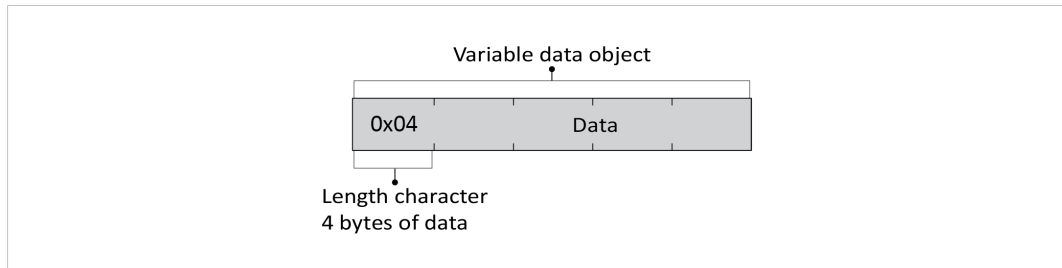 Variable data object
0x04 Data
Length character
4 bytes of data